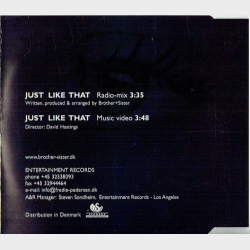 JUST LIKE THAT Radio-mix 3:35
Written, produced & arranged by Brother+Sister
JUST LIKE THAT Music video 3:48
Director: David Hastings
www.brother-sister.dk
ENTERTAINMENT RECORDS
phone +45 32538393
fax +45 32944464
e-mail: info@fredie-pedersen.dk
A&R Manager: Steven Sondheim, Entertainment Records - Los Angeles
Distribution in Denmark